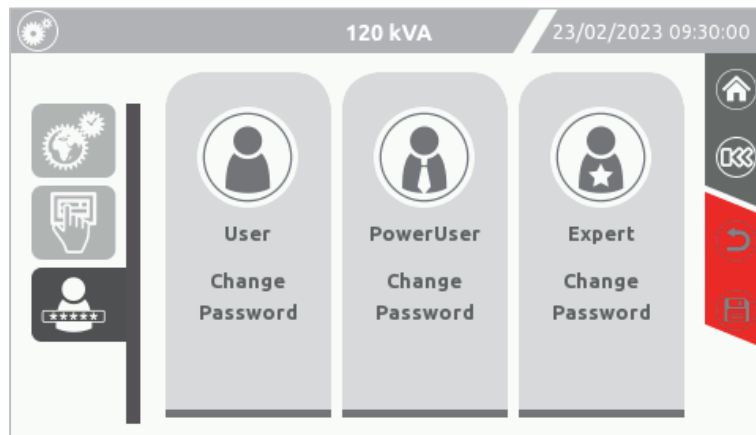 120 kVA
23/02/2023 09:30:00
User
Change
Password
PowerUser
Change
Password
Expert
Change
Password
*****